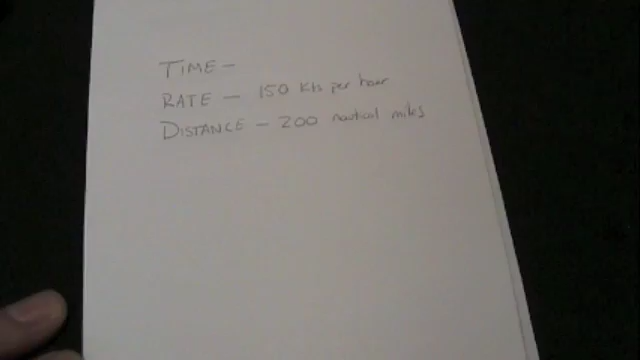 TIME -
RATE - 150 Kts per hour
DISTANCE - 200 nautical miles